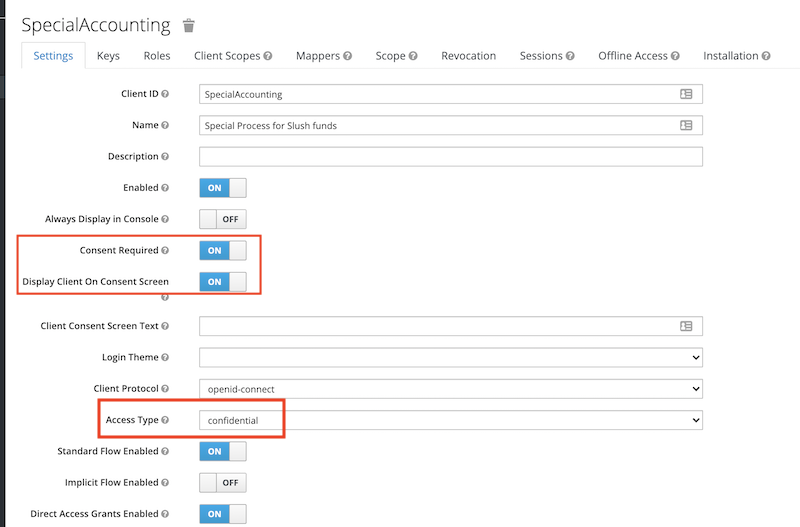 SpecialAccounting
Settings Keys Roles Client Scopes Mappers Scope Revocation Sessions Offline Access Installation
Client ID SpecialAccounting
Name Special Process for Slush funds
Description
Enabled ON
Always Display in Console OFF
Consent Required ON
Display Client On Consent Screen ON
Client Consent Screen Text
Login Theme
Client Protocol openid-connect
Access Type confidential
Standard Flow Enabled ON
Implicit Flow Enabled OFF
Direct Access Grants Enabled ON